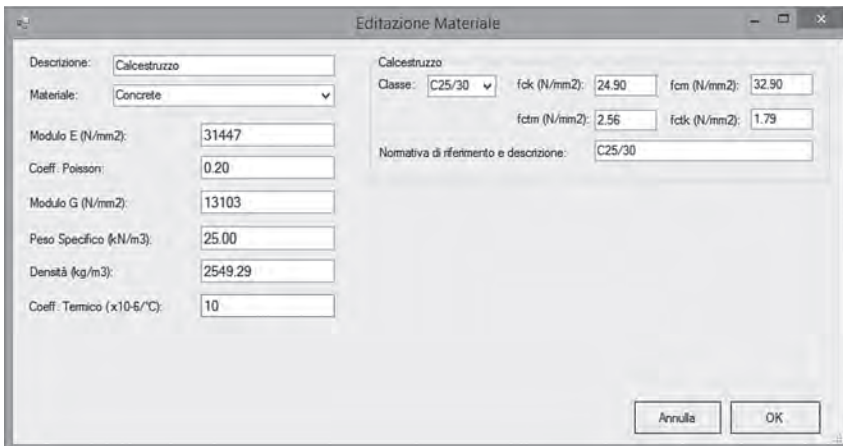 Editazione Materiale
Descrizione: Calcestruzzo
Materiale: Concrete
Modulo E (N/mm2): 31447
Coeff. Poisson: 0.20
Modulo G (N/mm2): 13103
Peso Specifico (kN/m3): 25.00
Densità (kg/m3): 2549.29
Coeff. Termico (x10-6/°C): 10
Calcestruzzo
Classe: C25/30 fck (N/mm2): 24.90 fcm (N/mm2): 32.90
fctm (N/mm2): 2.56 fctk (N/mm2): 1.79
Normativa di riferimento e descrizione: C25/30
Annulla OK